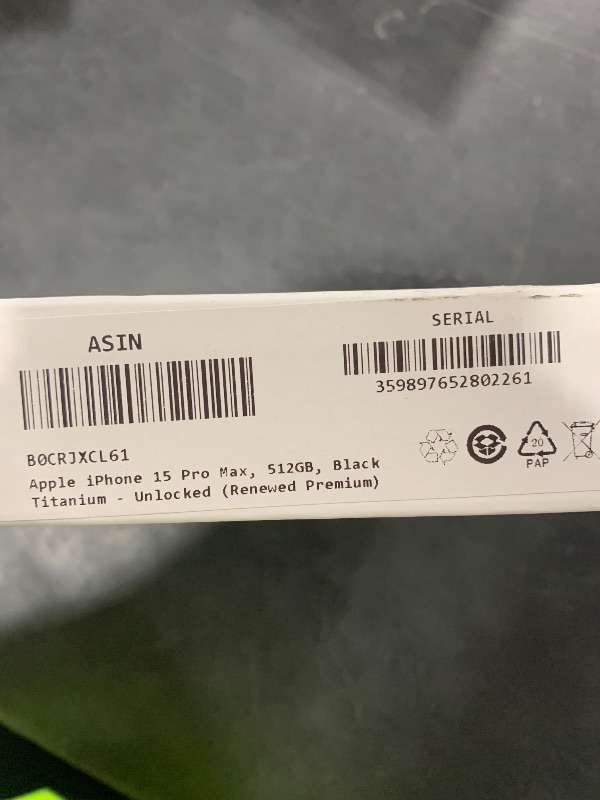 ASIN
SERIAL
359897652802261
B0CRJXCL61
Apple iPhone 15 Pro Max, 512GB, Black
Titanium - Unlocked (Renewed Premium)
20
PAP